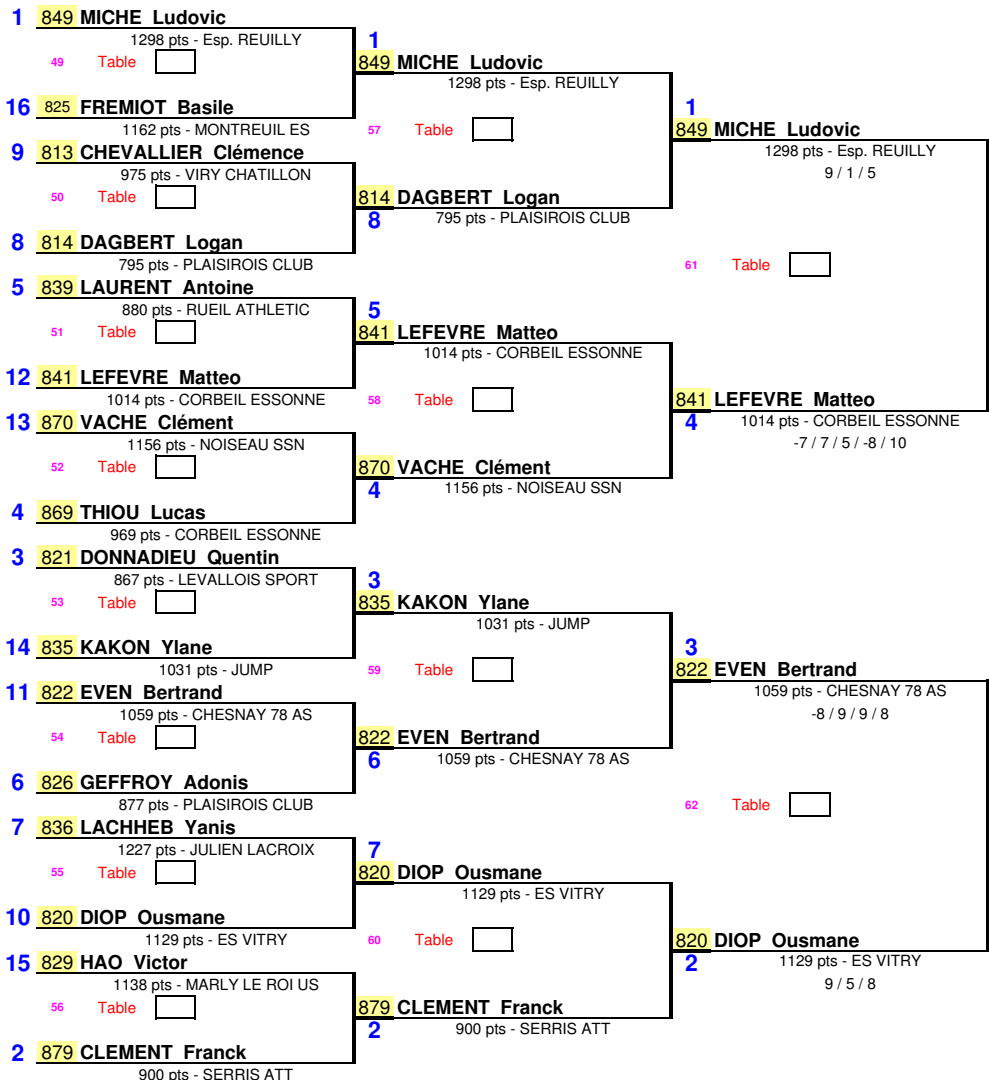 1 849 MICHE Ludovic
1298 pts - Esp. REUILLY
49 Table
16 825 FREMIOT Basile
1162 pts - MONTREUIL ES
9 813 CHEVALLIER Clémence
975 pts - VIRY CHATILLON
50 Table
8 814 DAGBERT Logan
795 pts - PLAISIROIS CLUB
5 839 LAURENT Antoine
880 pts - RUEIL ATHLETIC
51 Table
12 841 LEFEVRE Matteo
1014 pts - CORBEIL ESSONNE
13 870 VACHE Clément
1156 pts - NOISEAU SSN
52 Table
4 869 THIOU Lucas
969 pts - CORBEIL ESSONNE
3 821 DONNADIEU Quentin
867 pts - LEVALLOIS SPORT
53 Table
14 835 KAKON Ylane
1031 pts - JUMP
11 822 EVEN Bertrand
1059 pts - CHESNAY 78 AS
54 Table
6 826 GEFFROY Adonis
877 pts - PLAISIROIS CLUB
7 836 LACHHEB Yanis
1227 pts - JULIEN LACROIX
55 Table
10 820 DIOP Ousmane
1129 pts - ES VITRY
15 829 HAO Victor
1138 pts - MARLY LE ROI US
56 Table
2 879 CLEMENT Franck
900 pts - SERRIS ATT
1
849 MICHE Ludovic
1298 pts - Esp. REUILLY
57 Table
814 DAGBERT Logan
8
795 pts - PLAISIROIS CLUB
5
841 LEFEVRE Matteo
1014 pts - CORBEIL ESSONNE
58 Table
870 VACHE Clément
4
1156 pts - NOISEAU SSN
3
835 KAKON Ylane
1031 pts - JUMP
59 Table
822 EVEN Bertrand
6
1059 pts - CHESNAY 78 AS
7
820 DIOP Ousmane
1129 pts - ES VITRY
60 Table
879 CLEMENT Franck
2
900 pts - SERRIS ATT
1
849 MICHE Ludovic
1298 pts - Esp. REUILLY
9 / 1 / 5
61 Table
841 LEFEVRE Matteo
4
1014 pts - CORBEIL ESSONNE
-7 / 7 / 5 / -8 / 10
3
822 EVEN Bertrand
1059 pts - CHESNAY 78 AS
-8 / 9 / 9 / 8
62 Table
820 DIOP Ousmane
2
1129 pts - ES VITRY
9 / 5 / 8